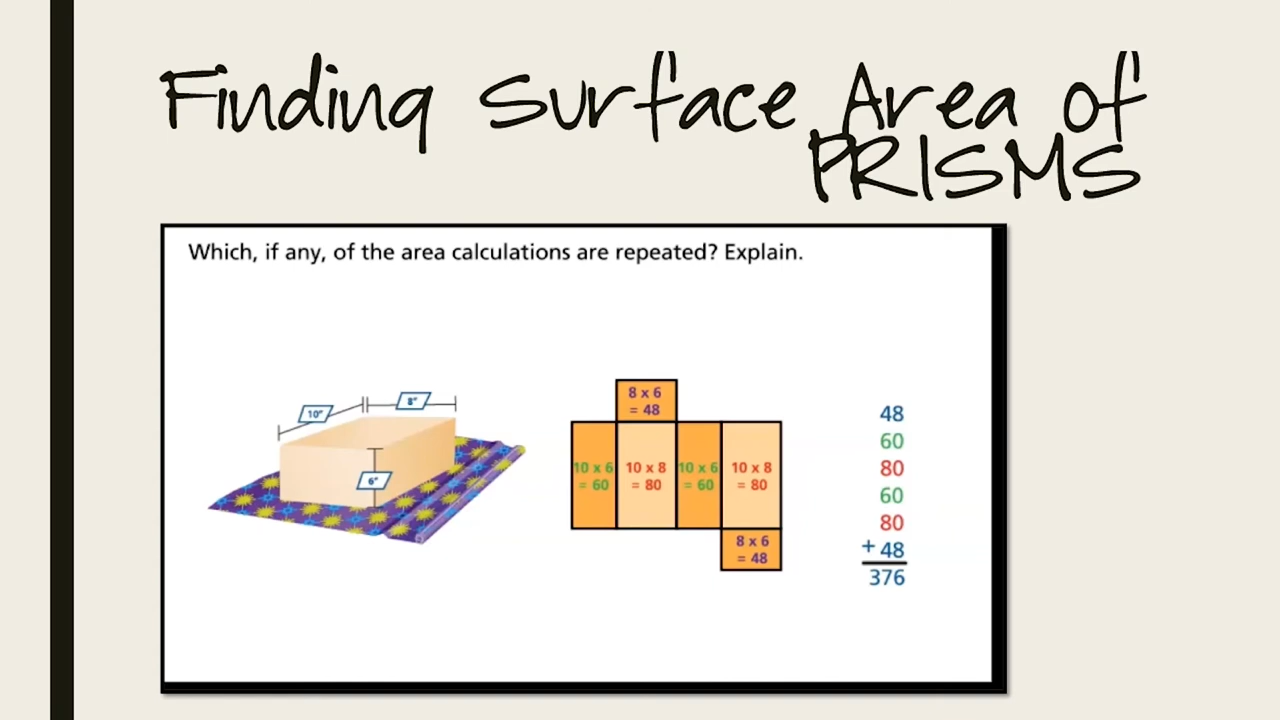 Finding Surface Area of
PRISMS
Which, if any, of the area calculations are repeated? Explain.
10"
8"
6"
8 x 6
= 48
10 x 6
= 60
10 x 8
= 80
10 x 6
= 60
10 x 8
= 80
8 x 6
= 48
48
60
80
60
80
+ 48
376